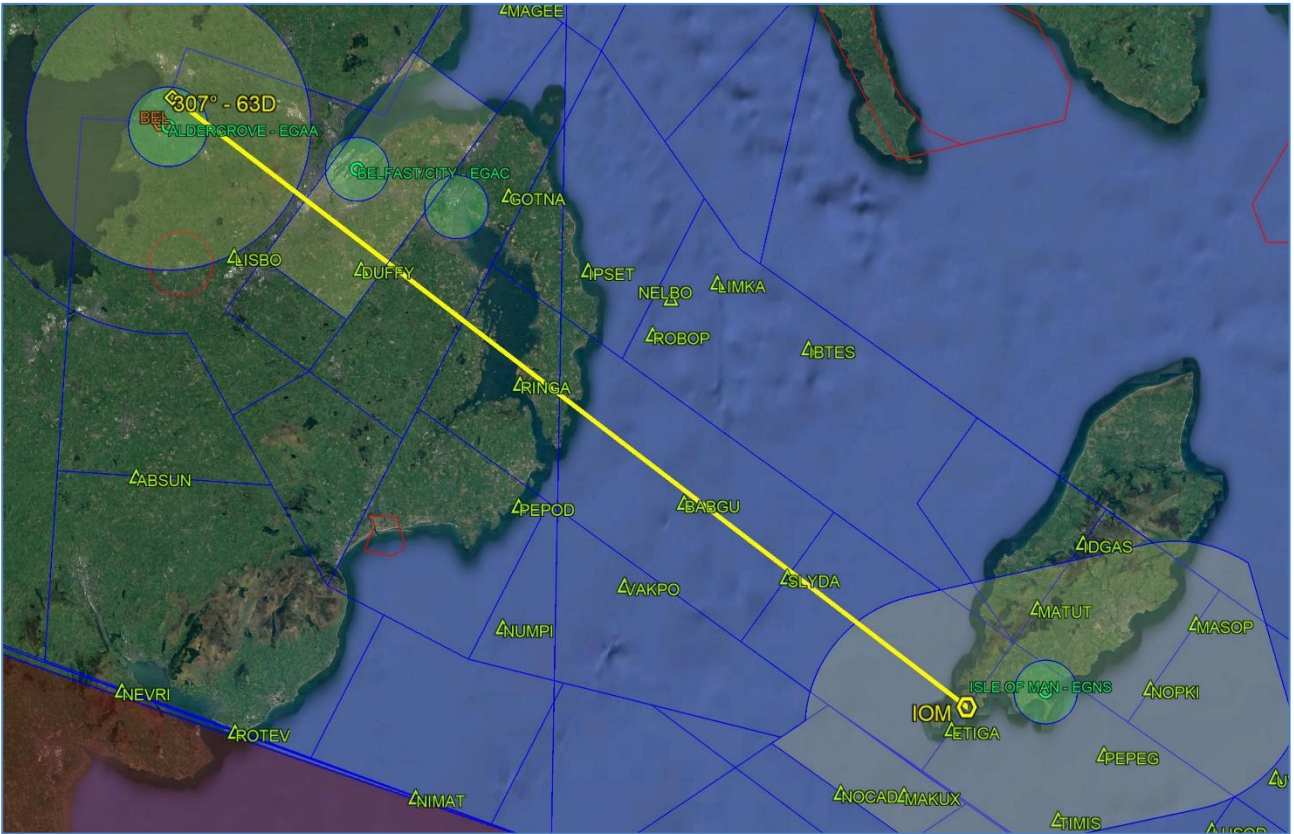 MAGEE
307° - 63D
BEL
ALDERGROVE - EGAA
BELFAST/CITY - EGAC
GOTNA
LISBO
DUFFY
IPSET
NELBO
LIMKA
ROBOP
IBTES
RINGA
ABSUN
PEPOD
BABGU
IDGAS
SLYDA
VAKPO
MATUT
NUMPI
MASOP
ISLE OF MAN - EGNS
NEVRI
NOPKI
IOM
ROTEV
ETIGA
PEPEG
NIMAT
NOCAD
MAKUX
TIMIS